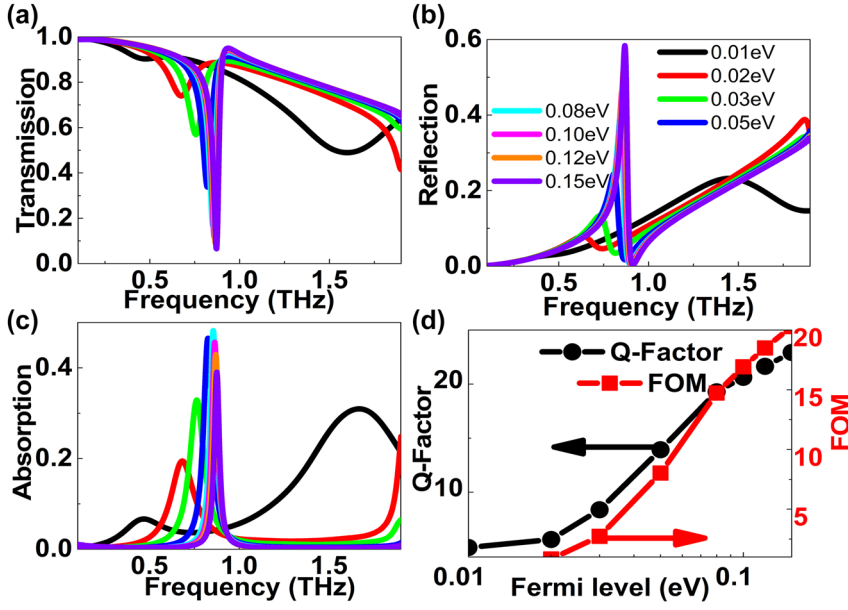 (a)
1.0
0.8
0.6
0.4
0.2
0.0
Transmission
0.5 1.0 1.5
Frequency (THz)
(b)
0.6
0.4
0.2
0.0
Reflection
0.01eV
0.02eV
0.03eV
0.05eV
0.08eV
0.10eV
0.12eV
0.15eV
0.5 1.0 1.5
Frequency (THz)
(c)
0.4
0.2
0.0
Absorption
0.5 1.0 1.5
Frequency (THz)
(d)
20
10
Q-Factor
Q-Factor
FOM
20
15
10
5
FOM
0.01 0.1
Fermi level (eV)